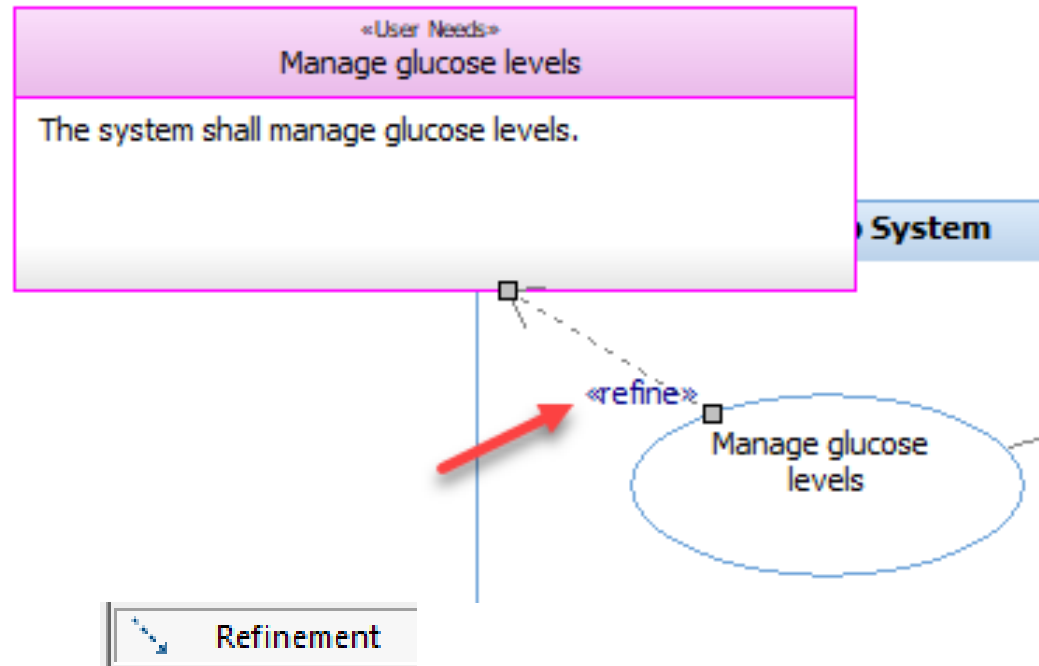 «User Needs»
Manage glucose levels
The system shall manage glucose levels.
System
«refine»
Manage glucose
levels
Refinement